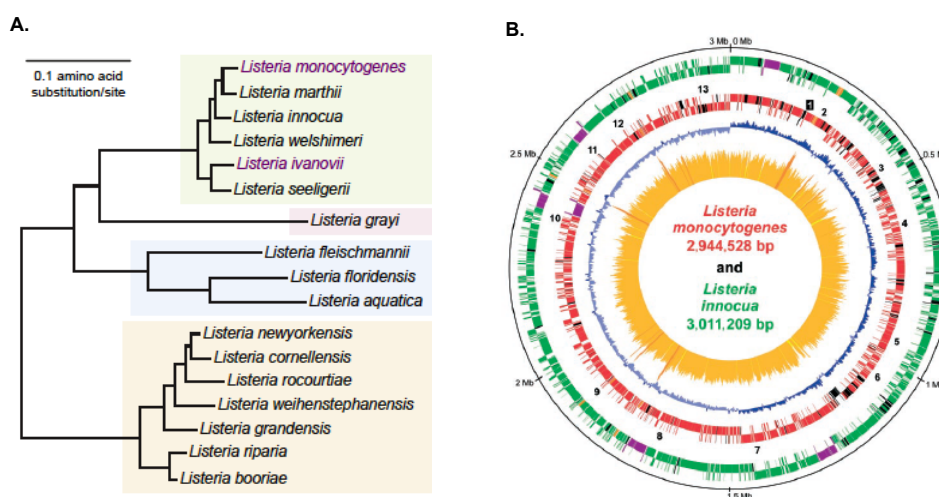 A.
0.1 amino acid
substitution/site
Listeria monocytogenes
Listeria marthii
Listeria innocua
Listeria welshimeri
Listeria ivanovii
Listeria seeligerii
Listeria grayi
Listeria fleischmannii
Listeria floridensis
Listeria aquatica
Listeria newyorkensis
Listeria cornellensis
Listeria rocourtiae
Listeria weihenstephanensis
Listeria grandensis
Listeria riparia
Listeria booriae
B.
3 Mb 0 Mb
0.5 M
1 M
1.5 Mb
2 Mb
2.5 Mb
1
2
3
4
5
6
7
8
9
10
11
12
13
Listeria
monocytogenes
2,944,528 bp
and
Listeria
innocua
3,011,209 bp